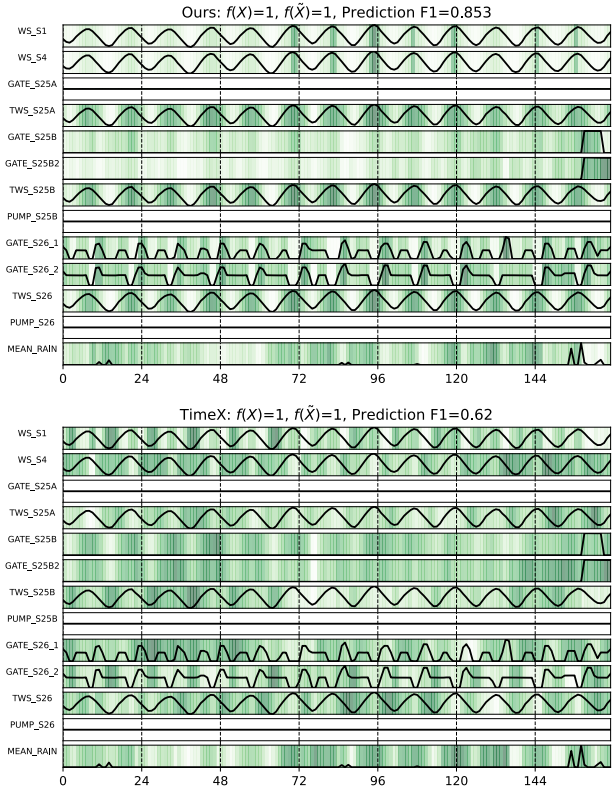 Ours: f(X)=1, f(X̃)=1, Prediction F1=0.853
WS_S1
WS_S4
GATE_S25A
TWS_S25A
GATE_S25B
GATE_S25B2
TWS_S25B
PUMP_S25B
GATE_S26_1
GATE_S26_2
TWS_S26
PUMP_S26
MEAN_RAIN
0 24 48 72 96 120 144
TimeX: f(X)=1, f(X̃)=1, Prediction F1=0.62
WS_S1
WS_S4
GATE_S25A
TWS_S25A
GATE_S25B
GATE_S25B2
TWS_S25B
PUMP_S25B
GATE_S26_1
GATE_S26_2
TWS_S26
PUMP_S26
MEAN_RAIN
0 24 48 72 96 120 144